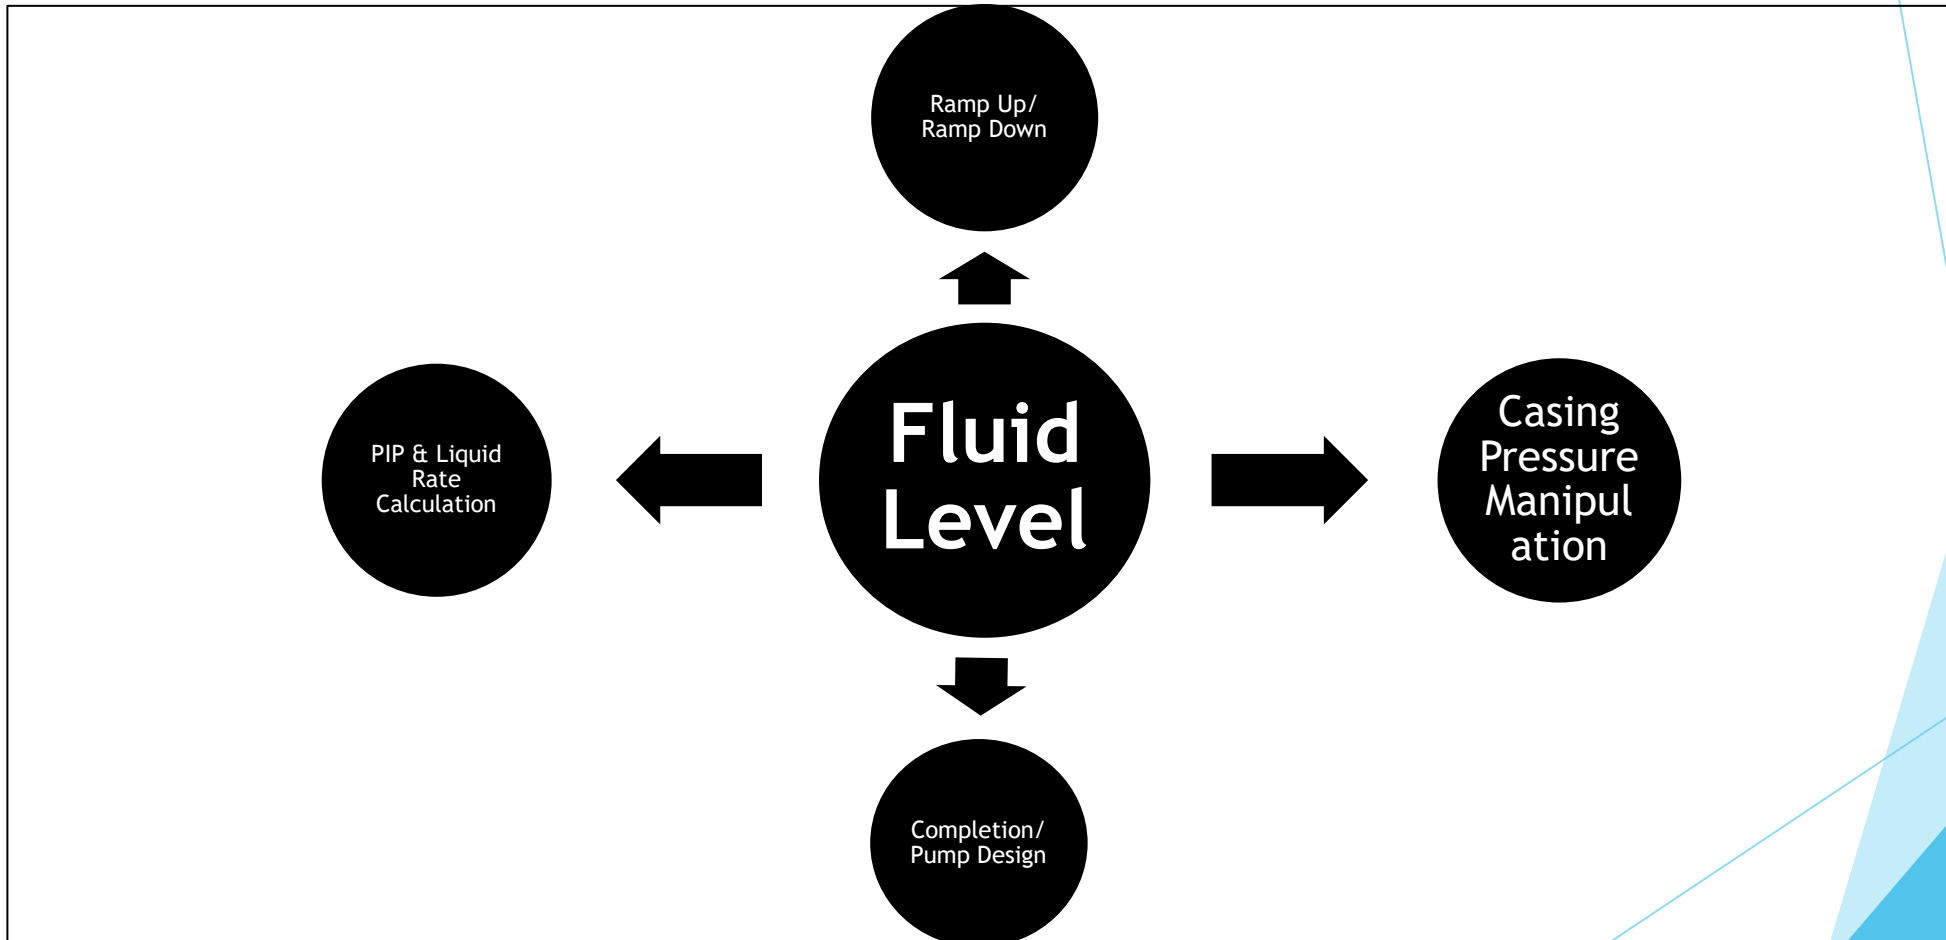 Ramp Up/
Ramp Down
Fluid
Level
PIP & Liquid
Rate
Calculation
Casing
Pressure
Manipul
ation
Completion/
Pump Design